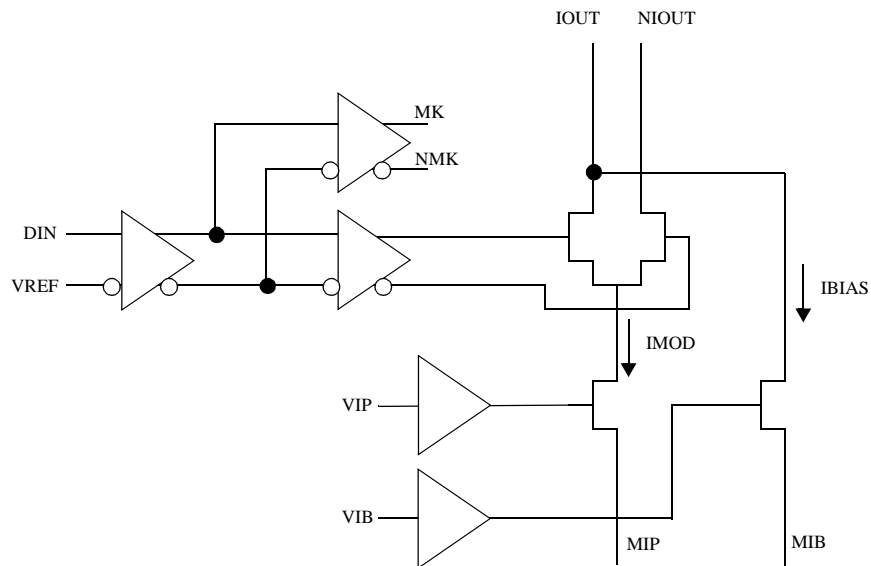 IOUT
NIOUT
MK
NMK
DIN
VREF
IBIAS
IMOD
VIP
VIB
MIP
MIB